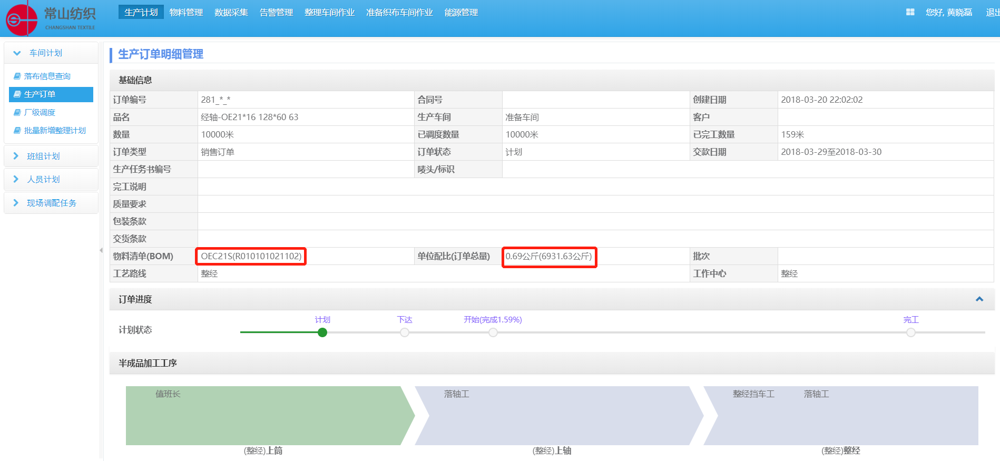 常山纺织
CHANGSHAN TEXTILE
生产计划 物料管理 数据采集 告警管理 整理车间作业 准备织布车间作业 能源管理
您好, 黄晓磊 退出
车间计划
落布信息查询
生产订单
厂级调度
批量新增整理计划
班组计划
人员计划
现场调配任务
生产订单明细管理
基础信息
订单编号 281_*_* 合同号 创建日期 2018-03-20 22:02:02
品名 经轴-OE21*16 128*60 63 生产车间 准备车间 客户
数量 10000米 已调度数量 10000米 已完工数量 159米
订单类型 销售订单 订单状态 计划 交款日期 2018-03-29至2018-03-30
生产任务书编号 唛头/标识
完工说明
质量要求
包装条款
交货条款
物料清单(BOM) OEC21S(R010101021102) 单位配比(订单总量) 0.69公斤(6931.63公斤) 批次
工艺路线 整经 工作中心 整经
订单进度
计划 下达 开始(完成1.59%) 完工
计划状态
半成品加工工序
值班长 落轴工 整经挡车工 落轴工
(整经)上筒 (整经)上轴 (整经)整经